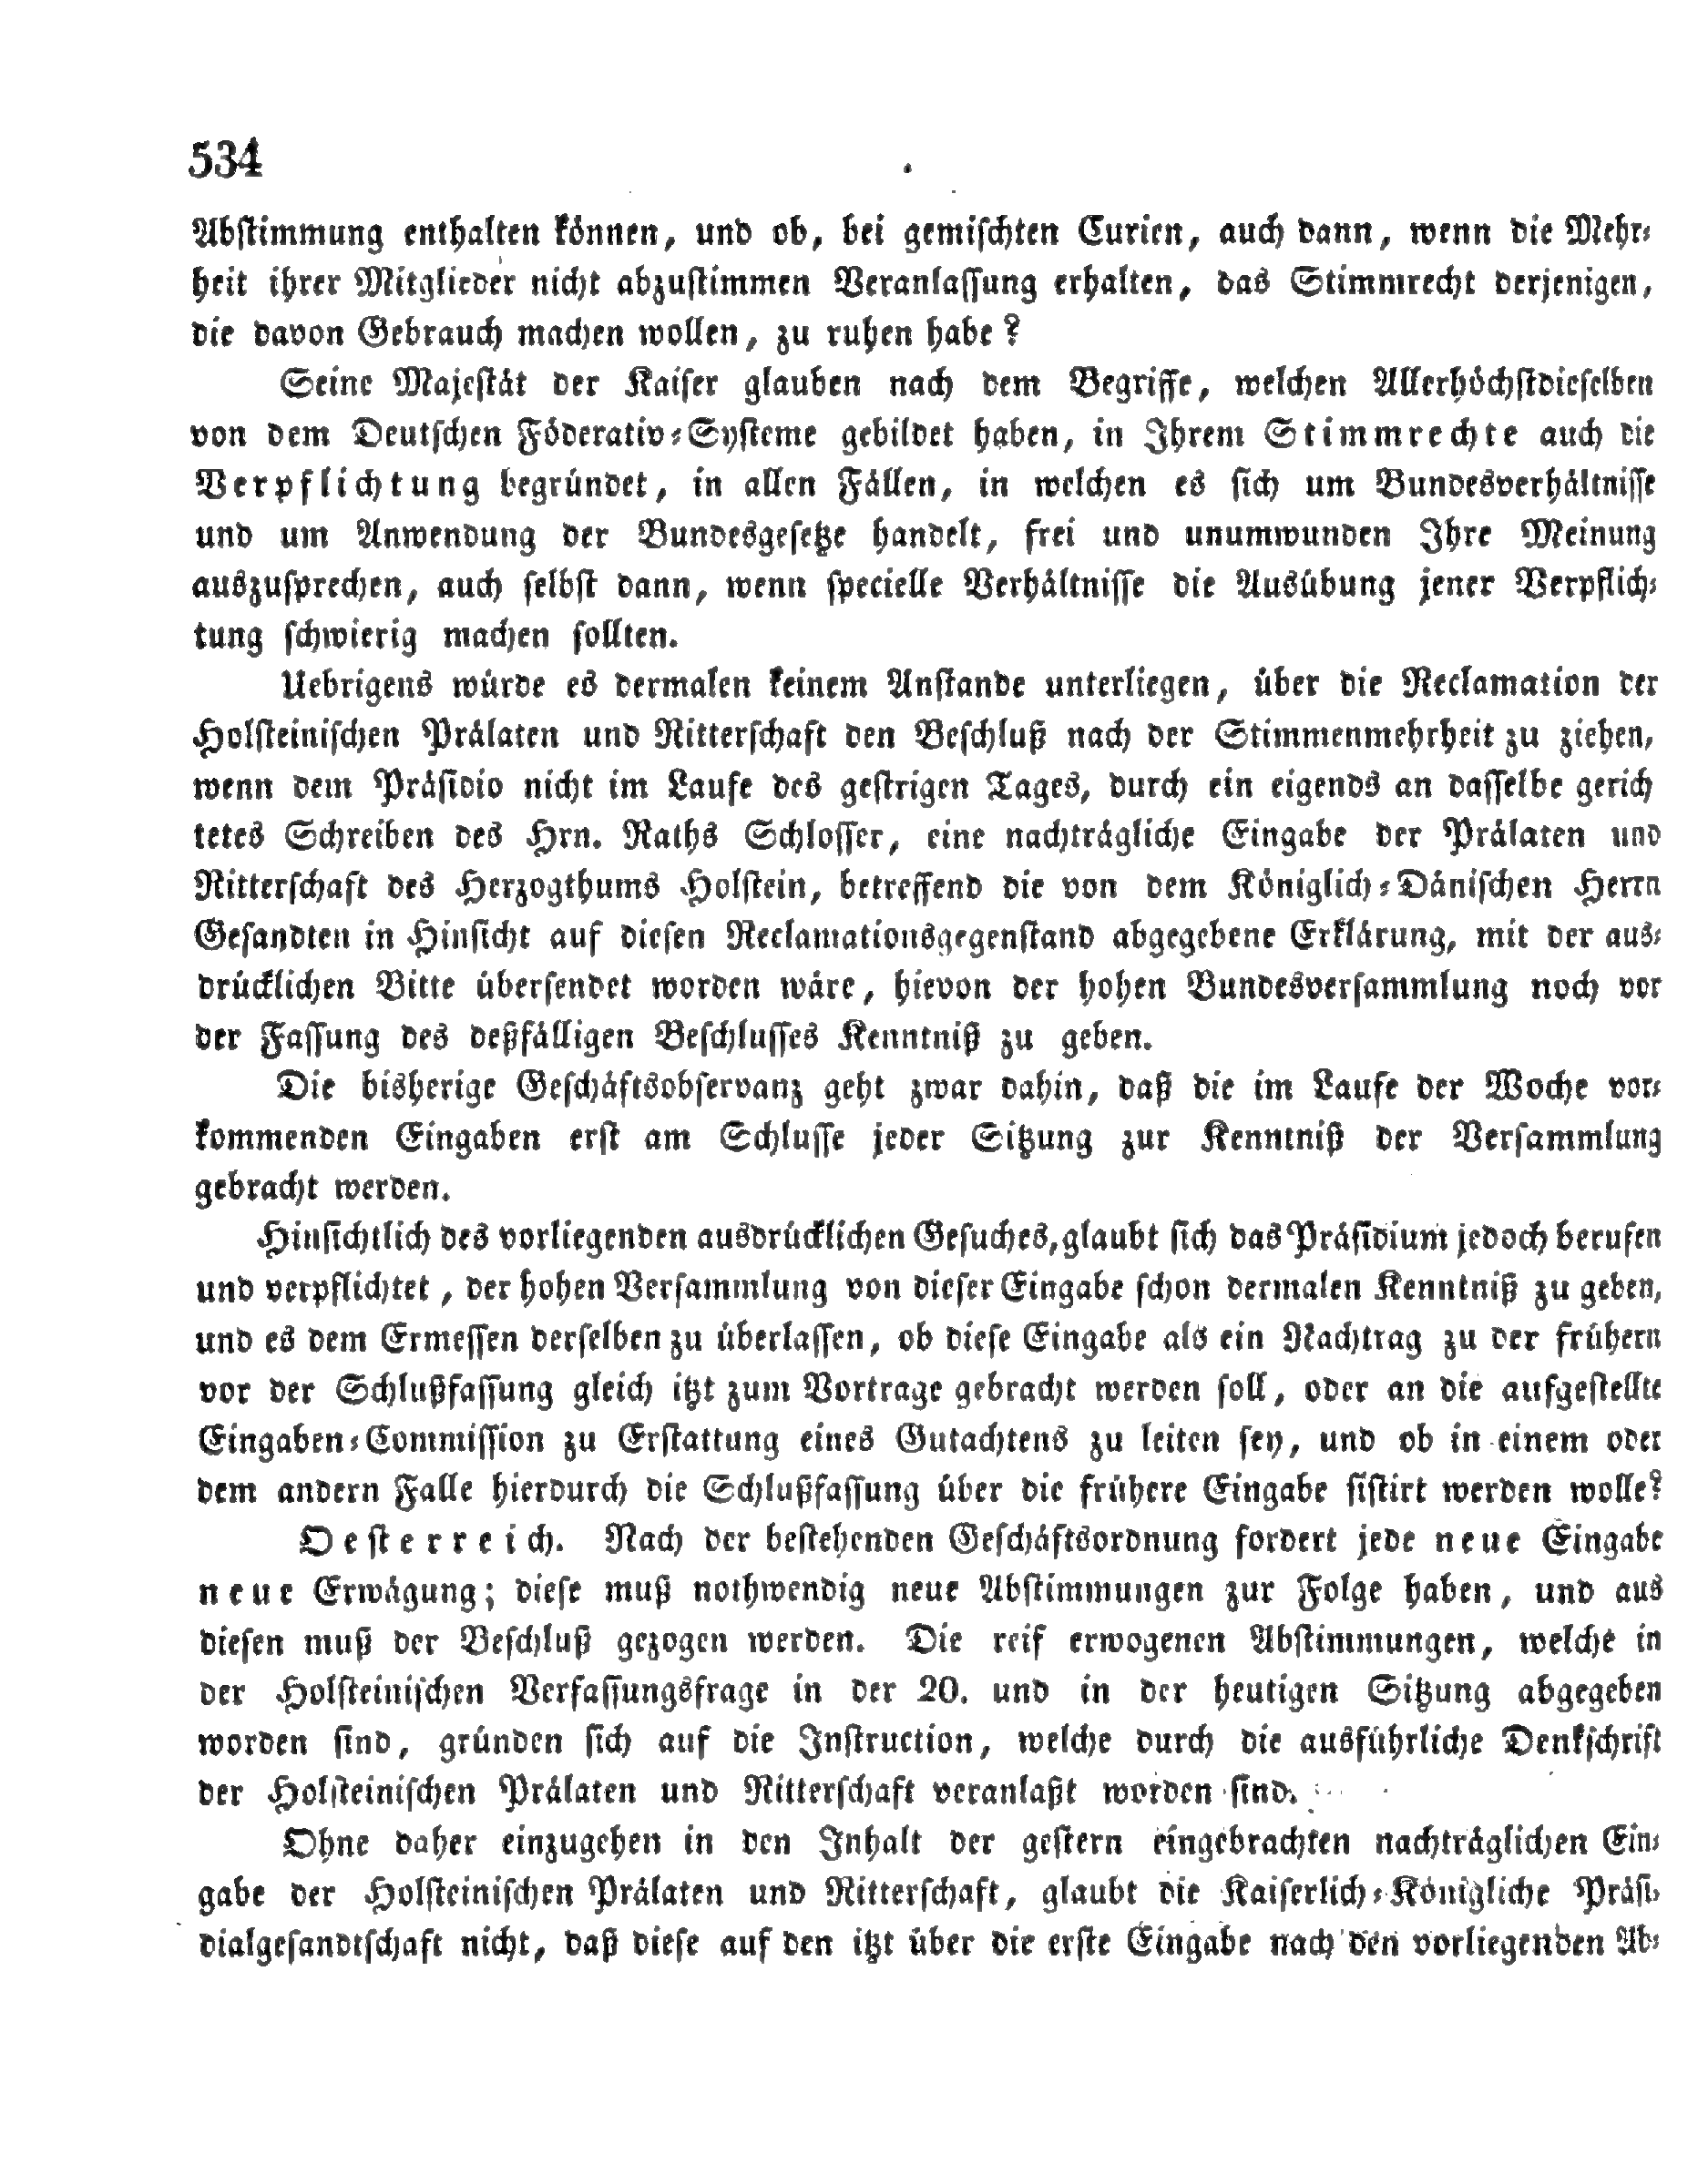 534
Abstimmung enthalten können, und ob, bei gemischten Curien, auch dann, wenn die Mehr-
heit ihrer Mitglieder nicht abzustimmen Veranlassung erhalten, das Stimmrecht derjenigen,
die davon Gebrauch machen wollen, zu ruhen habe?
Seine Majestät der Kaiser glauben nach dem Begriffe, welchen Allerhöchstdieselben
von dem Deutschen Föderativ-Systeme gebildet haben, in Ihrem Stimmrechte auch die
Verpflichtung begründet, in allen Fällen, in welchen es sich um Bundesverhältnisse
und um Anwendung der Bundesgesetze handelt, frei und unumwunden Ihre Meinung
auszusprechen, auch selbst dann, wenn specielle Verhältnisse die Ausübung jener Verpflich-
tung schwierig machen sollten.
Uebrigens würde es dermalen keinem Anstande unterliegen, über die Reclamation der
Holsteinischen Prälaten und Ritterschaft den Beschluß nach der Stimmenmehrheit zu ziehen,
wenn dem Präsidio nicht im Laufe des gestrigen Tages, durch ein eigends an dasselbe gerich
tetes Schreiben des Hrn. Raths Schlosser, eine nachträgliche Eingabe der Prälaten und
Ritterschaft des Herzogthums Holstein, betreffend die von dem Königlich-Dänischen Herrn
Gesandten in Hinsicht auf diesen Reclamationsgegenstand abgegebene Erklärung, mit der aus-
drücklichen Bitte übersendet worden wäre, hievon der hohen Bundesversammlung noch vor
der Fassung des deßfälligen Beschlusses Kenntniß zu geben.
Die bisherige Geschäftsobservanz geht zwar dahin, daß die im Laufe der Woche vor-
kommenden Eingaben erst am Schlusse jeder Sitzung zur Kenntniß der Versammlung
gebracht werden.
Hinsichtlich des vorliegenden ausdrücklichen Gesuches, glaubt sich das Präsidium jedoch berufen
und verpflichtet, der hohen Versammlung von dieser Eingabe schon dermalen Kenntniß zu geben,
und es dem Ermessen derselben zu überlassen, ob diese Eingabe als ein Nachtrag zu der frühern
vor der Schlußfassung gleich itzt zum Vortrage gebracht werden soll, oder an die aufgestellte
Eingaben-Commission zu Erstattung eines Gutachtens zu leiten sey, und ob in einem oder
dem andern Falle hierdurch die Schlußfassung über die frühere Eingabe sistirt werden wolle?
Oesterreich. Nach der bestehenden Geschäftsordnung fordert jede neue Eingabe
neue Erwägung; diese muß nothwendig neue Abstimmungen zur Folge haben, und aus
diesen muß der Beschluß gezogen werden. Die reif erwogenen Abstimmungen, welche in
der Holsteinischen Verfassungsfrage in der 20. und in der heutigen Sitzung abgegeben
worden sind, gründen sich auf die Instruction, welche durch die ausführliche Denkschrift
der Holsteinischen Prälaten und Ritterschaft veranlaßt worden sind.
Ohne daher einzugehen in den Inhalt der gestern eingebrachten nachträglichen Ein-
gabe der Holsteinischen Prälaten und Ritterschaft, glaubt die Kaiserlich-Königliche Präsi-
dialgesandtschaft nicht, daß diese auf den itzt über die erste Eingabe nach den vorliegenden Ab-